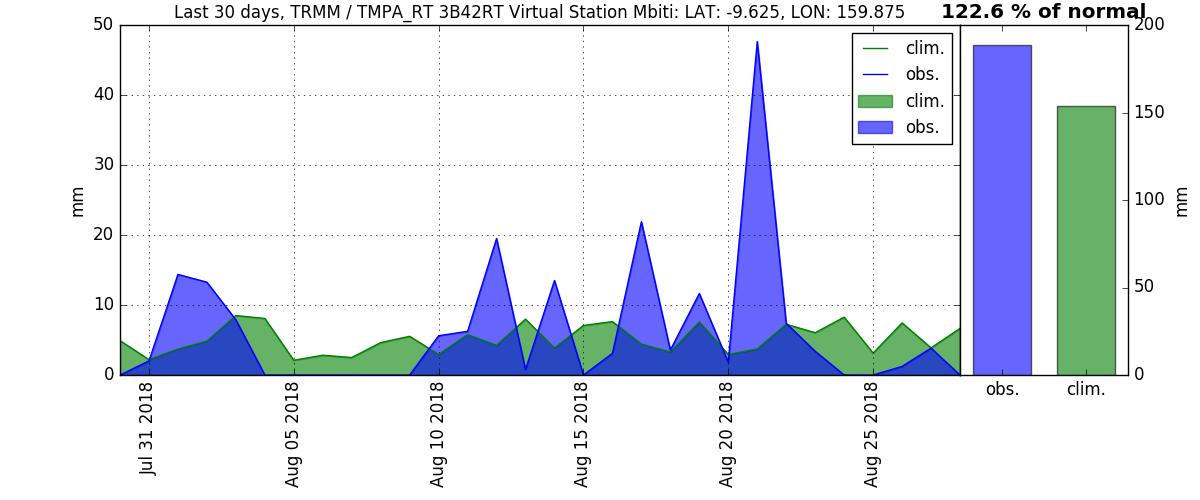 Last 30 days, TRMM / TMPA_RT 3B42RT Virtual Station Mbiti: LAT: -9.625, LON: 159.875
122.6 % of normal
50
40
30
20
10
0
mm
clim.
obs.
clim.
obs.
Jul 31 2018
Aug 05 2018
Aug 10 2018
Aug 15 2018
Aug 20 2018
Aug 25 2018
200
150
100
50
0
mm
obs.
clim.